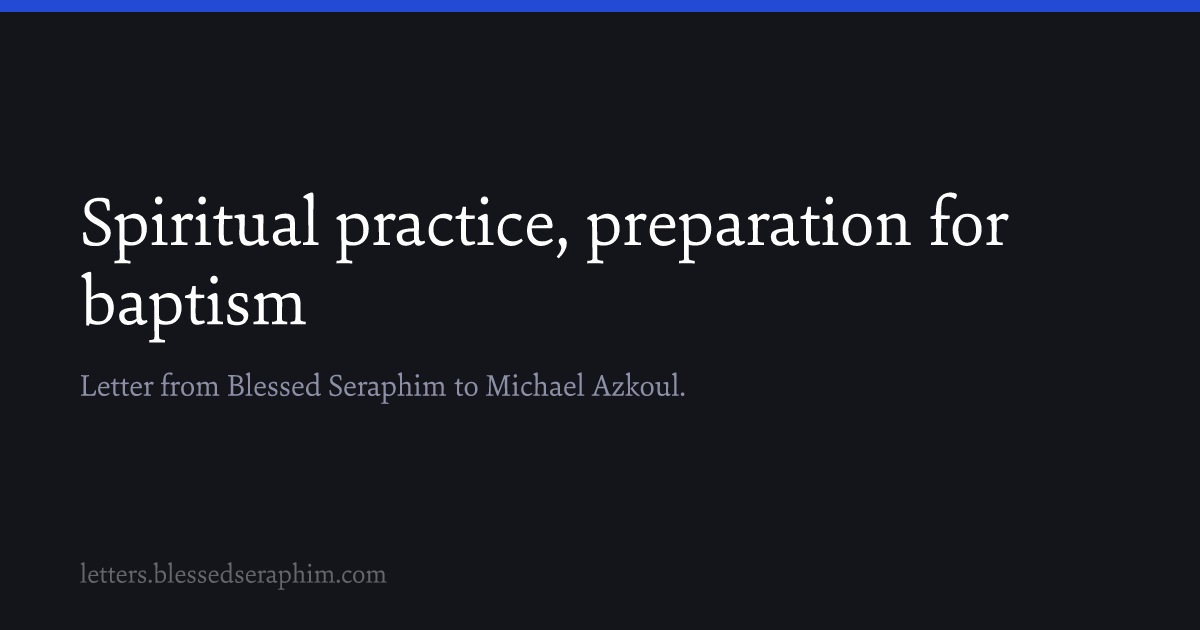 Spiritual practice, preparation for
baptism
Letter from Blessed Seraphim to Michael Azkoul.
letters.blessedseraphim.com